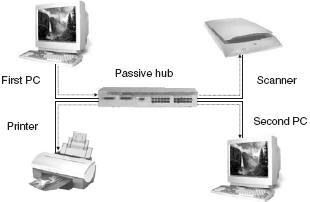 Passive hub
First PC
Scanner
Printer
Second PC